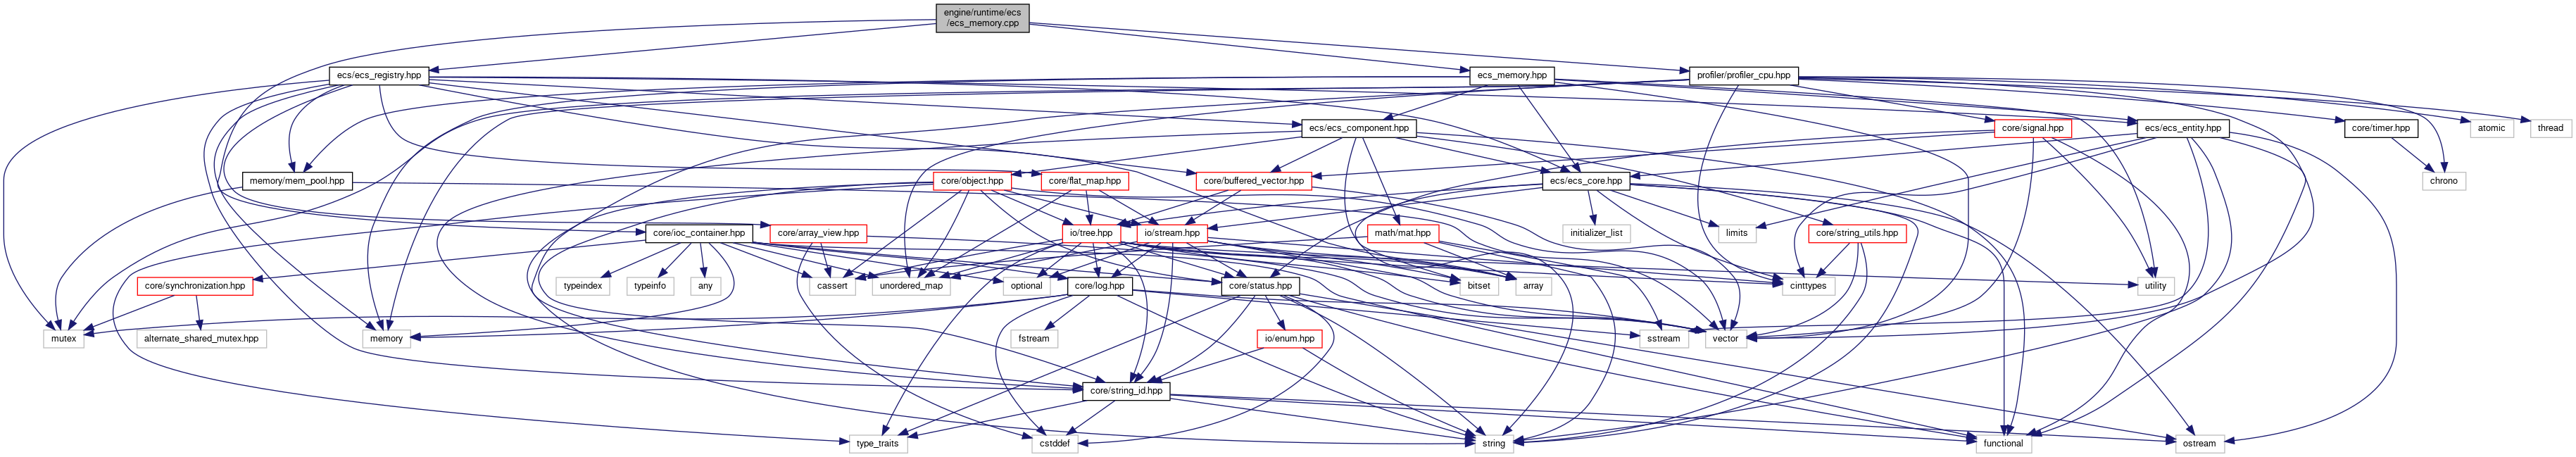 engine/runtime/ecs
/ecs_memory.cpp
ecs/ecs_registry.hpp
ecs_memory.hpp
profiler/profiler_cpu.hpp
ecs/ecs_component.hpp
core/signal.hpp
ecs/ecs_entity.hpp
core/timer.hpp
atomic
thread
memory/mem_pool.hpp
core/object.hpp
core/flat_map.hpp
core/buffered_vector.hpp
ecs/ecs_core.hpp
chrono
core/ioc_container.hpp
core/array_view.hpp
io/tree.hpp
io/stream.hpp
math/mat.hpp
initializer_list
limits
core/string_utils.hpp
core/synchronization.hpp
typeindex
typeinfo
any
cassert
unordered_map
optional
core/log.hpp
core/status.hpp
bitset
array
cinttypes
utility
mutex
alternate_shared_mutex.hpp
memory
fstream
io/enum.hpp
sstream
vector
core/string_id.hpp
type_traits
cstddef
string
functional
ostream